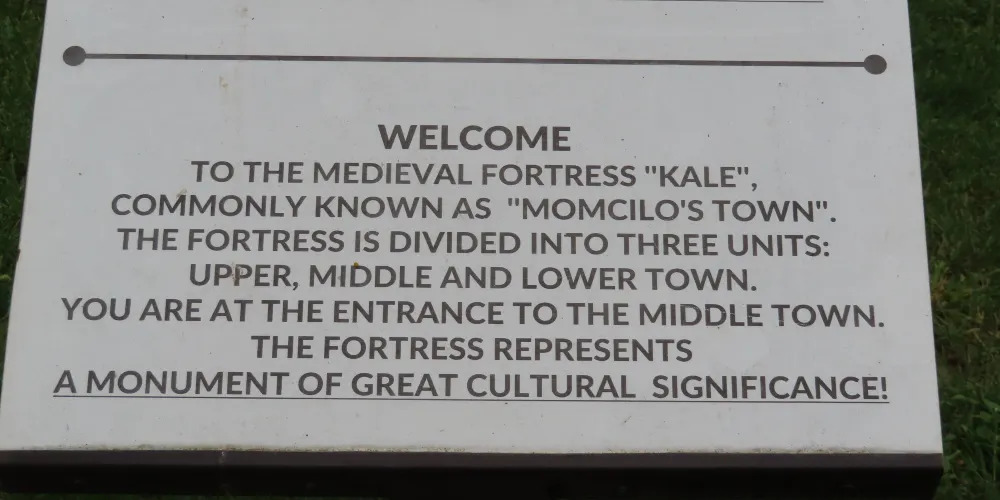 WELCOME
TO THE MEDIEVAL FORTRESS "KALE",
COMMONLY KNOWN AS "MOMCILO'S TOWN".
THE FORTRESS IS DIVIDED INTO THREE UNITS:
UPPER, MIDDLE AND LOWER TOWN.
YOU ARE AT THE ENTRANCE TO THE MIDDLE TOWN.
THE FORTRESS REPRESENTS
A MONUMENT OF GREAT CULTURAL SIGNIFICANCE!